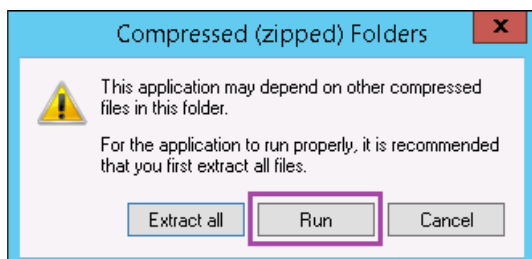 Compressed (zipped) Folders
x
This application may depend on other compressed
files in this folder.
For the application to run properly, it is recommended
that you first extract all files.
Extract all
Run
Cancel